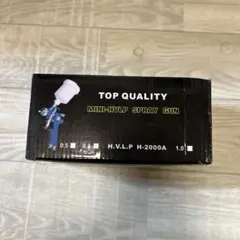 TOP QUALITY
MINI-HVLP SPRAY GUN
0.5 0.8 H.V.L.P H-2000A 1.0